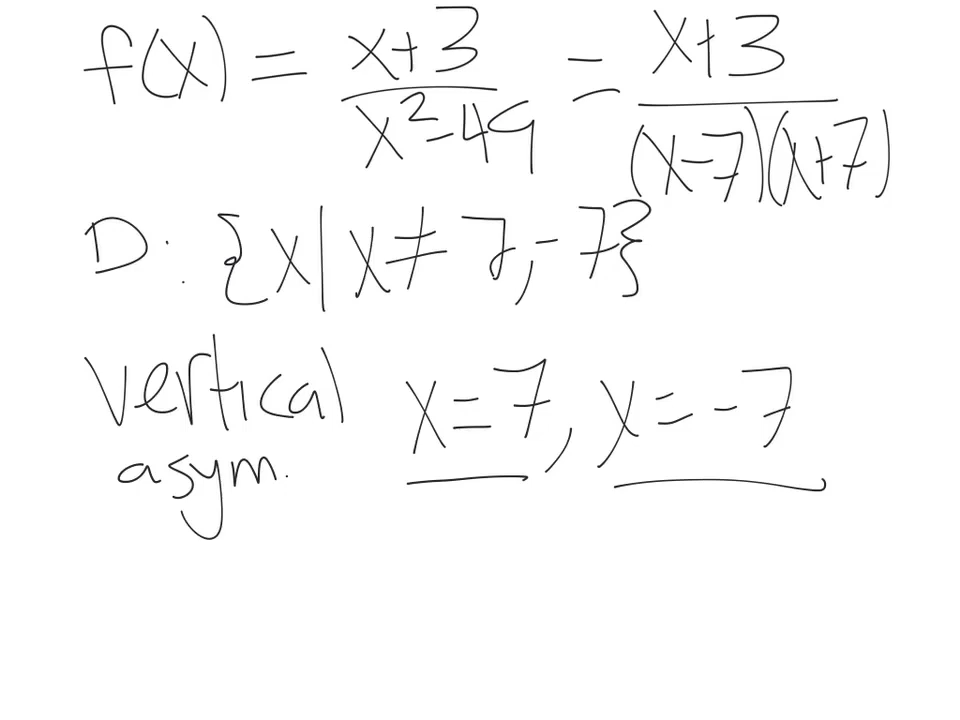 f(x) = x+3 / x²-49 = x+3 / (x-7)(x+7)
D: {x | x ≠ 7, -7}
vertical x=7, x=-7
asym.